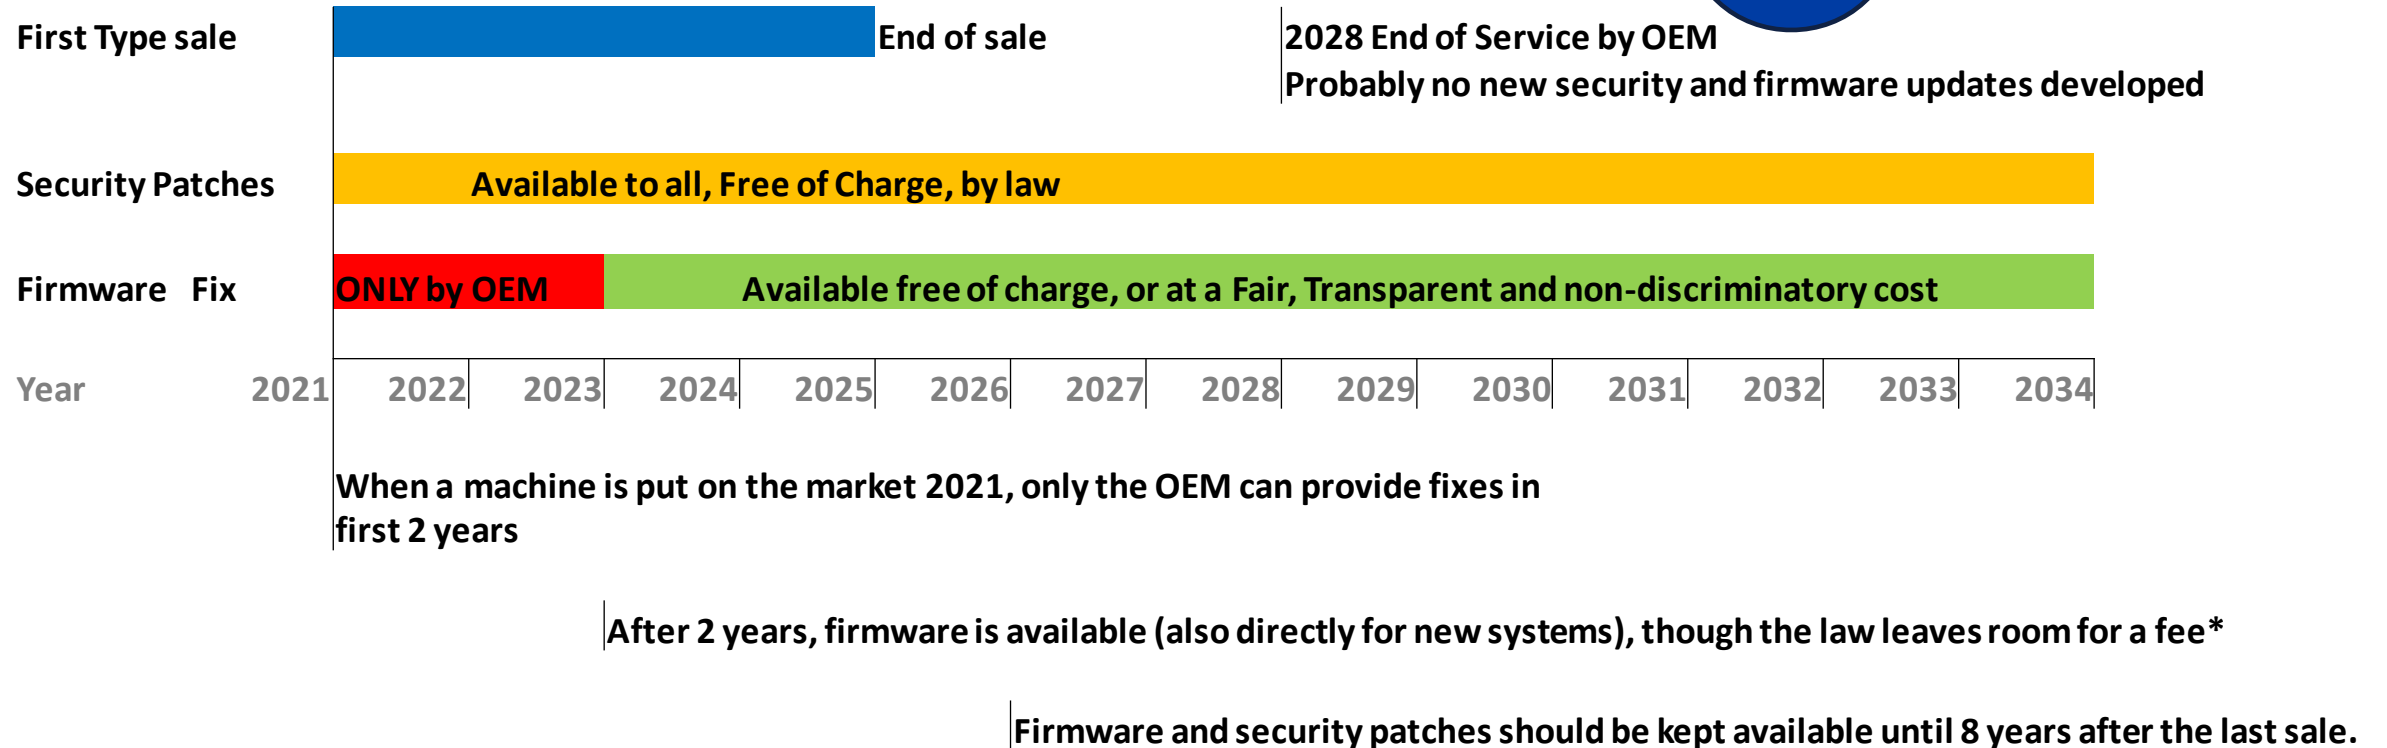 First Type sale
End of sale
2028 End of Service by OEM
Probably no new security and firmware updates developed
Security Patches
Available to all, Free of Charge, by law
Firmware Fix
ONLY by OEM
Available free of charge, or at a Fair, Transparent and non-discriminatory cost
Year 2021 2022 2023 2024 2025 2026 2027 2028 2029 2030 2031 2032 2033 2034
When a machine is put on the market 2021, only the OEM can provide fixes in
first 2 years
After 2 years, firmware is available (also directly for new systems), though the law leaves room for a fee*
Firmware and security patches should be kept available until 8 years after the last sale.